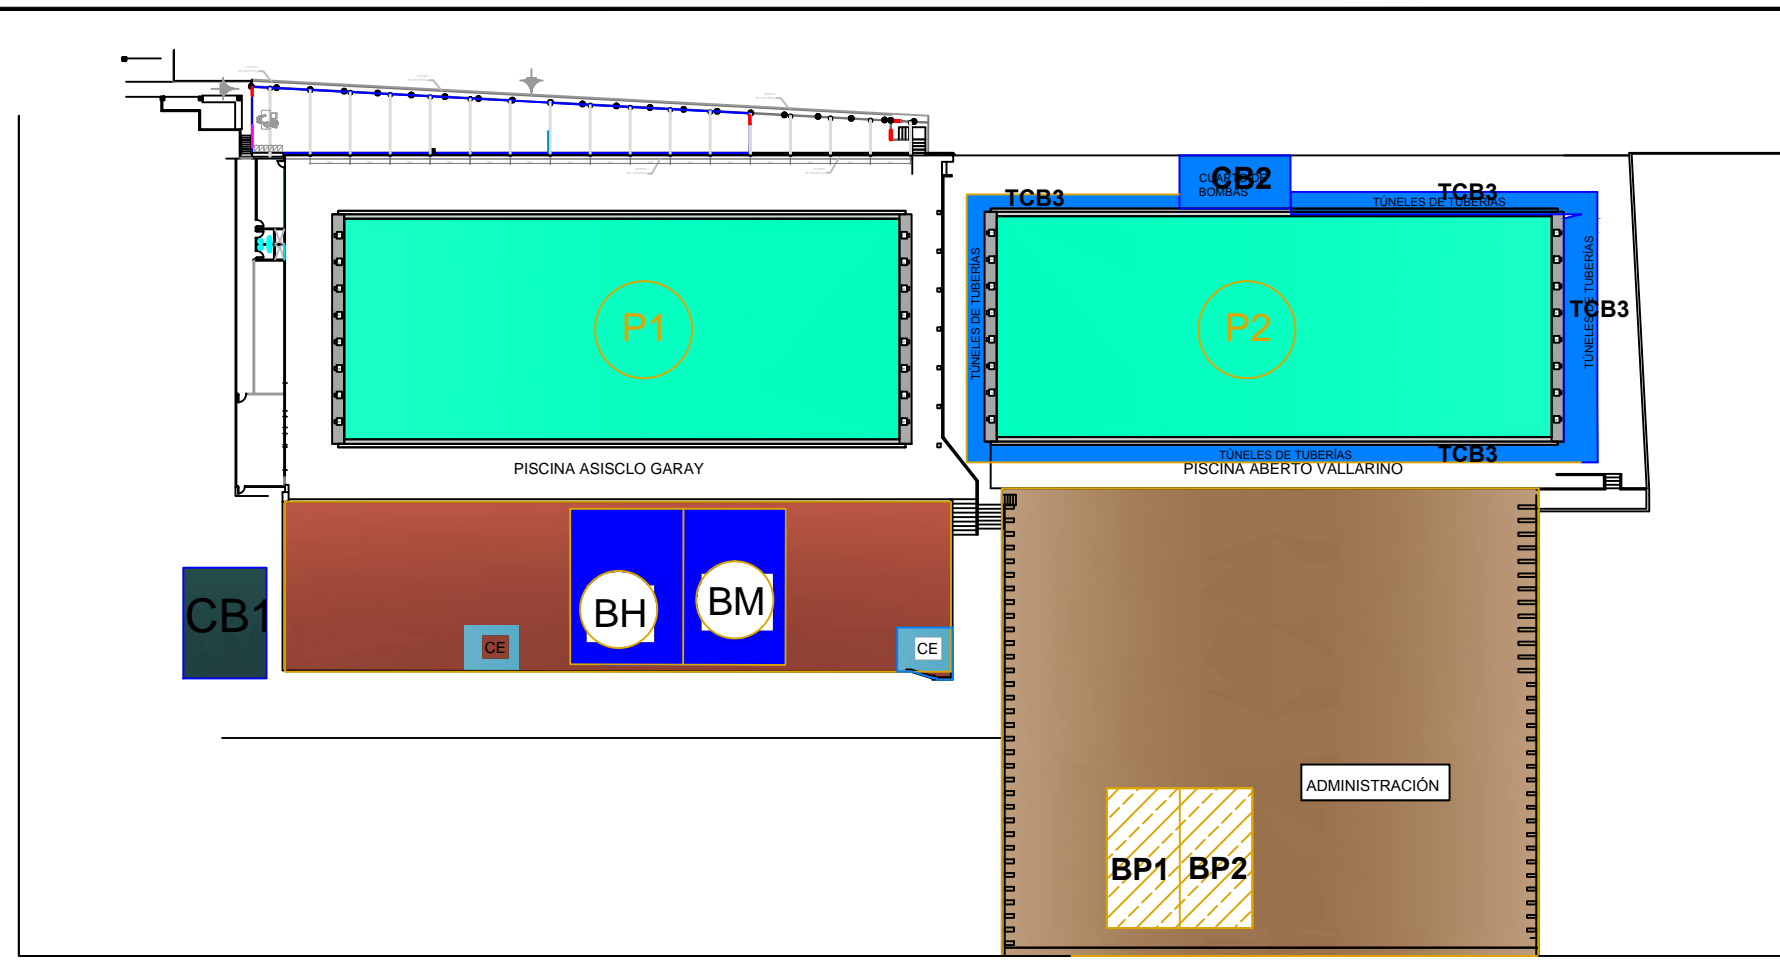 CUARTO DE
BOMBAS
CB2
TCB3
TCB3
TÚNELES DE TUBERÍAS
TÚNELES DE TUBERÍAS
TÚNELES DE TUBERÍAS
TCB3
P1
P2
TÚNELES DE TUBERÍAS
TCB3
PISCINA ASISCLO GARAY
PISCINA ABERTO VALLARINO
CB1
BH
BM
CE
CE
ADMINISTRACIÓN
BP1
BP2